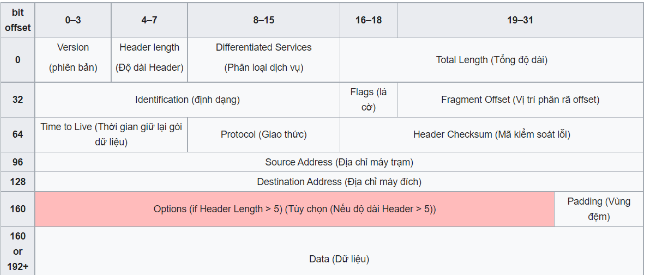 bit offset 0–3 4–7 8–15 16–18 19–31
0
Version
(phiên bản)
Header length
(Độ dài Header)
Differentiated Services
(Phân loại dịch vụ)
Total Length (Tổng độ dài)
32
Identification (định dạng)
Flags (lá
cờ)
Fragment Offset (Vị trí phân rã offset)
64
Time to Live (Thời gian giữ lại gói
dữ liệu)
Protocol (Giao thức)
Header Checksum (Mã kiểm soát lỗi)
96
Source Address (Địa chỉ máy trạm)
128
Destination Address (Địa chỉ máy đích)
160
Options (if Header Length > 5) (Tùy chọn (Nếu độ dài Header > 5))
Padding (Vùng
đệm)
160
or
192+
Data (Dữ liệu)